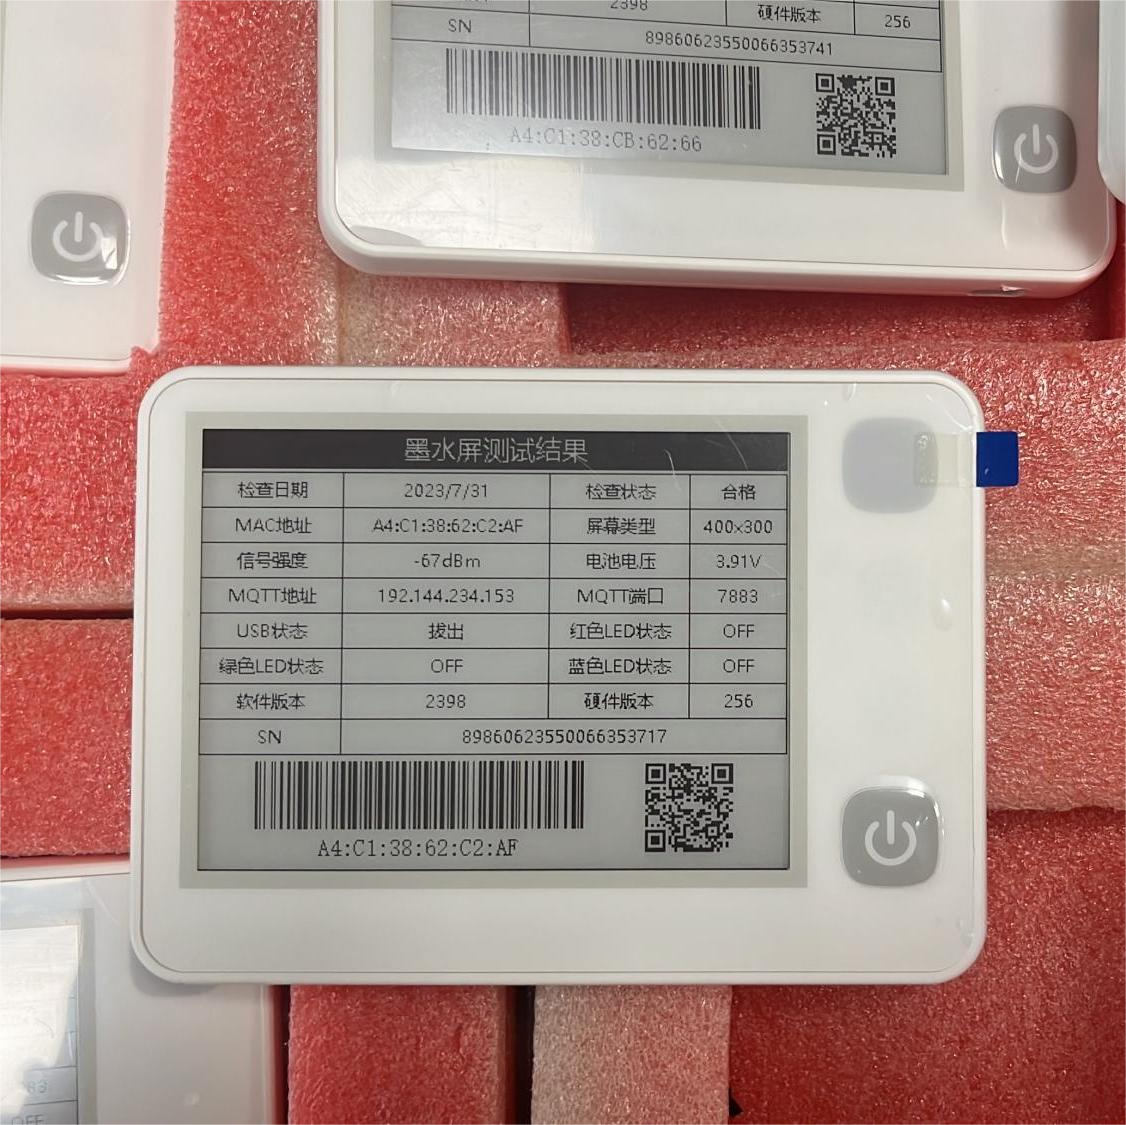 2398 硬件版本 256
SN 89860623550066353741
A4:C1:38:CB:62:66
墨水屏测试结果
检查日期 2023/7/31 检查状态 合格
MAC地址 A4:C1:38:62:C2:AF 屏幕类型 400×300
信号强度 -67dBm 电池电压 3.91V
MQTT地址 192.144.234.153 MQTT端口 7883
USB状态 拔出 红色LED状态 OFF
绿色LED状态 OFF 蓝色LED状态 OFF
软件版本 2398 硬件版本 256
SN 89860623550066353717
A4:C1:38:62:C2:AF
OFF